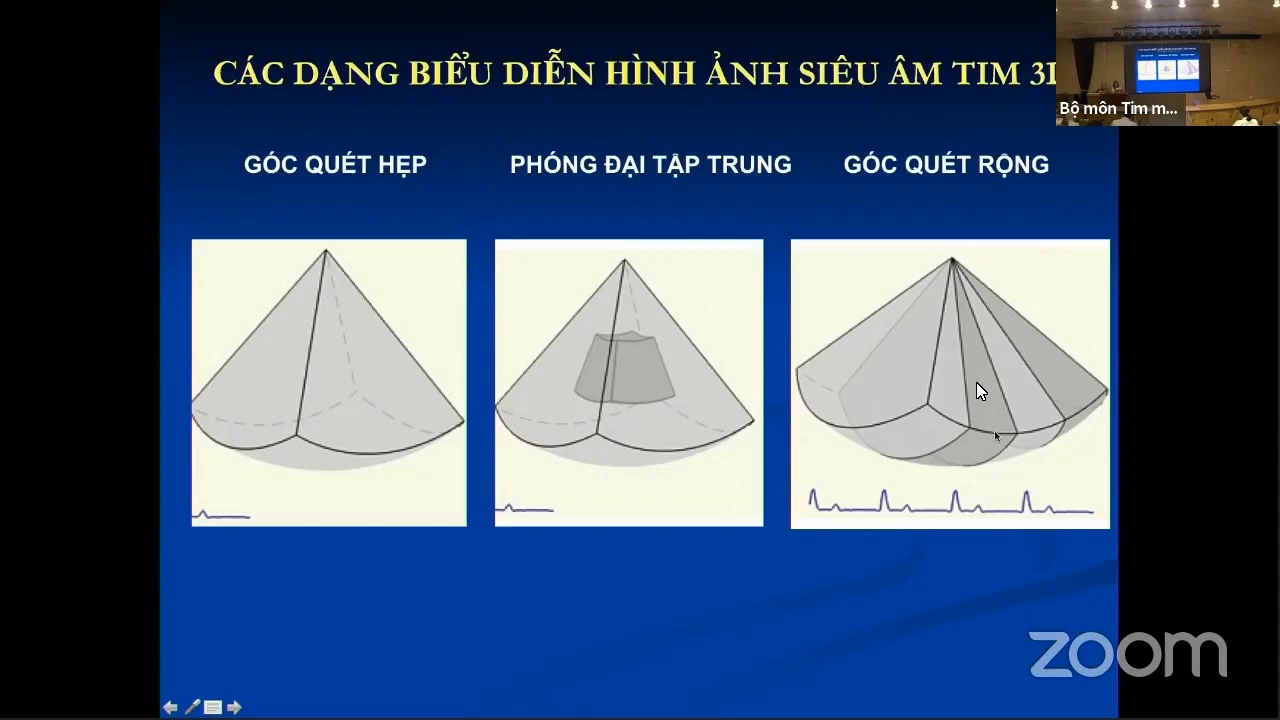 CÁC DẠNG BIỂU DIỄN HÌNH ẢNH SIÊU ÂM TIM 3D
Bộ môn Tim m...
GÓC QUÉT HẸP
PHÓNG ĐẠI TẬP TRUNG
GÓC QUÉT RỘNG
zoom